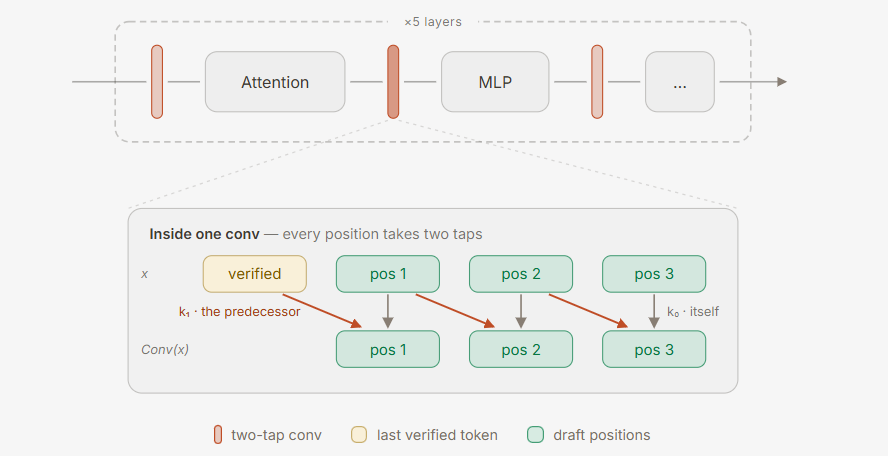 ×5 layers
Attention
MLP
...
Inside one conv — every position takes two taps
x
verified
pos 1
pos 2
pos 3
k₁ · the predecessor
k₀ · itself
Conv(x)
pos 1
pos 2
pos 3
two-tap conv
last verified token
draft positions